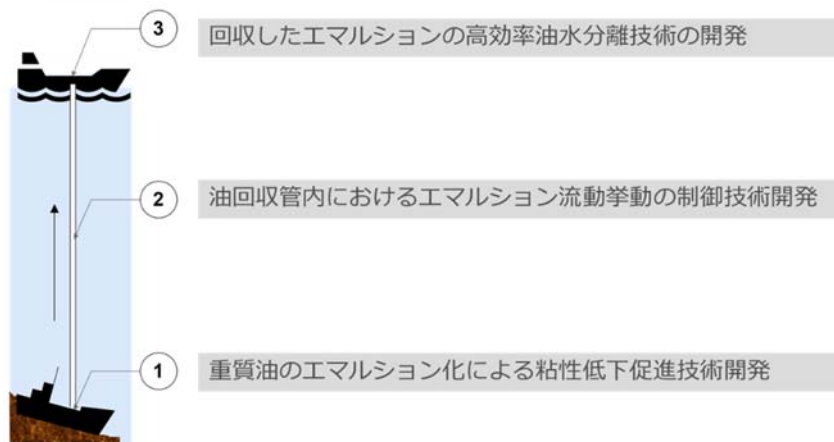 3 回収したエマルションの高効率油水分離技術の開発
2 油回収管内におけるエマルション流動挙動の制御技術開発
1 重質油のエマルション化による粘性低下促進技術開発